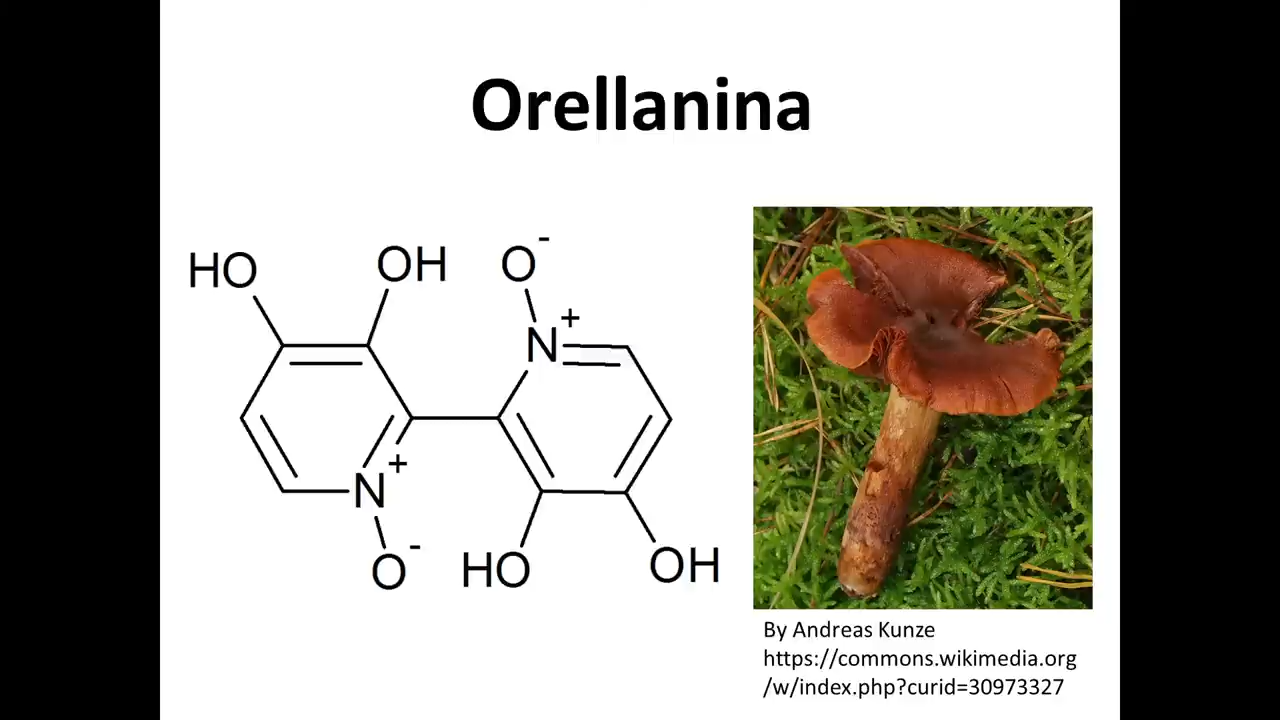 Orellanina
HO
OH
O-
N+
N+
O-
HO
OH
By Andreas Kunze
https://commons.wikimedia.org
/w/index.php?curid=30973327